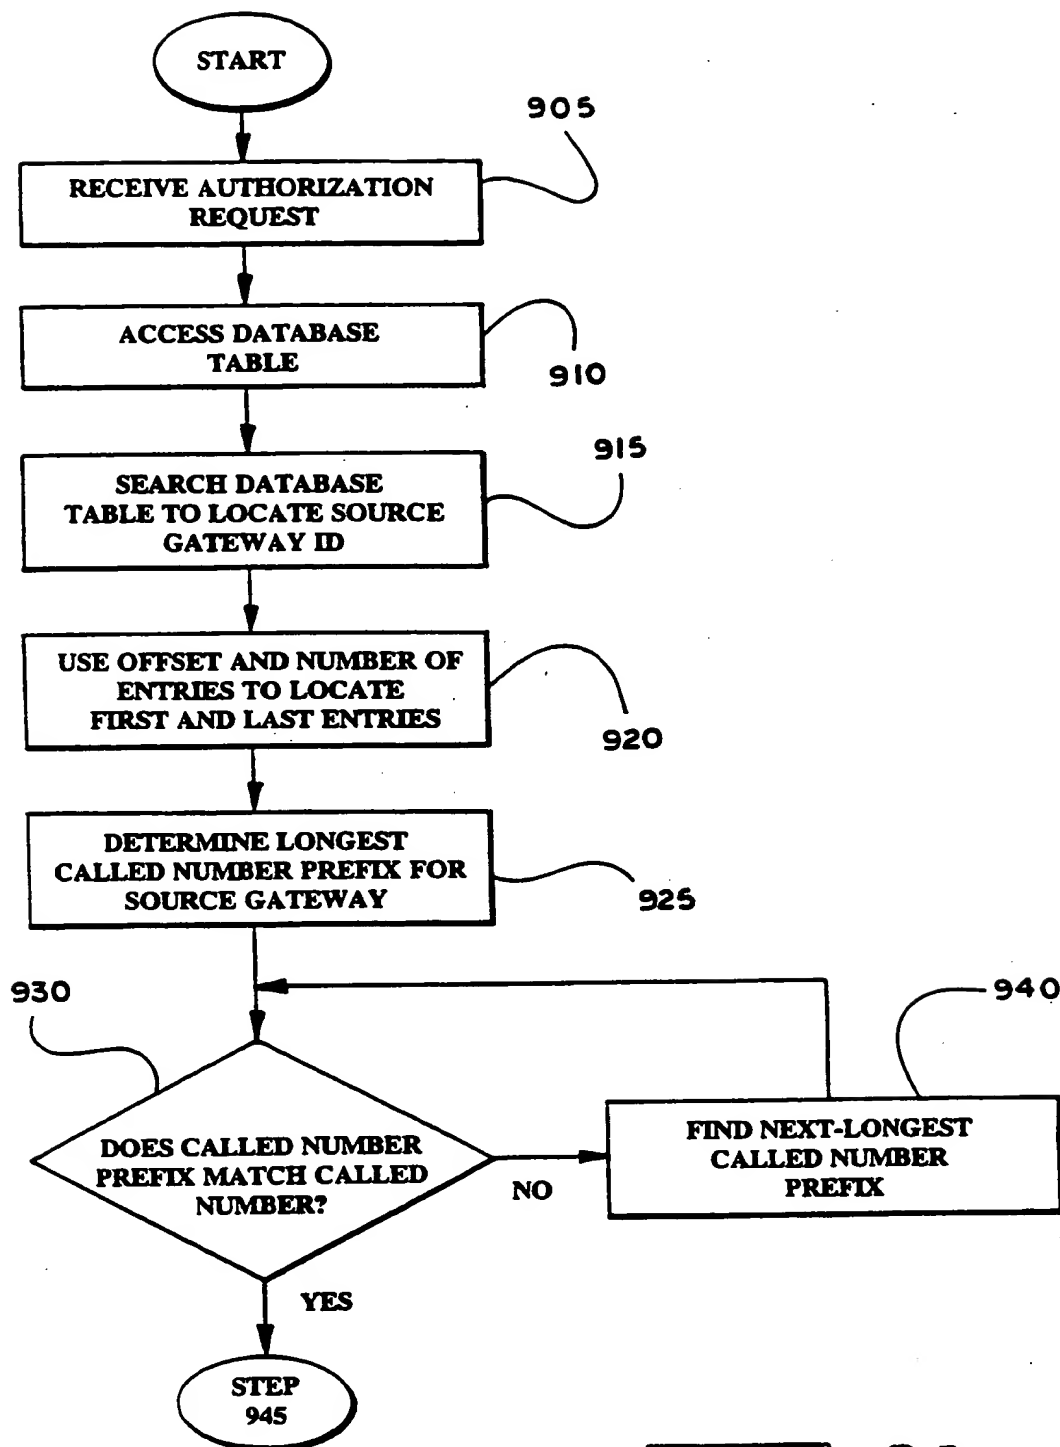 START
905
RECEIVE AUTHORIZATION
REQUEST
ACCESS DATABASE
TABLE
910
915
SEARCH DATABASE
TABLE TO LOCATE SOURCE
GATEWAY ID
USE OFFSET AND NUMBER OF
ENTRIES TO LOCATE
FIRST AND LAST ENTRIES
920
DETERMINE LONGEST
CALLED NUMBER PREFIX FOR
SOURCE GATEWAY
925
930
940
DOES CALLED NUMBER
PREFIX MATCH CALLED
NUMBER?
NO
FIND NEXT-LONGEST
CALLED NUMBER
PREFIX
YES
STEP
945